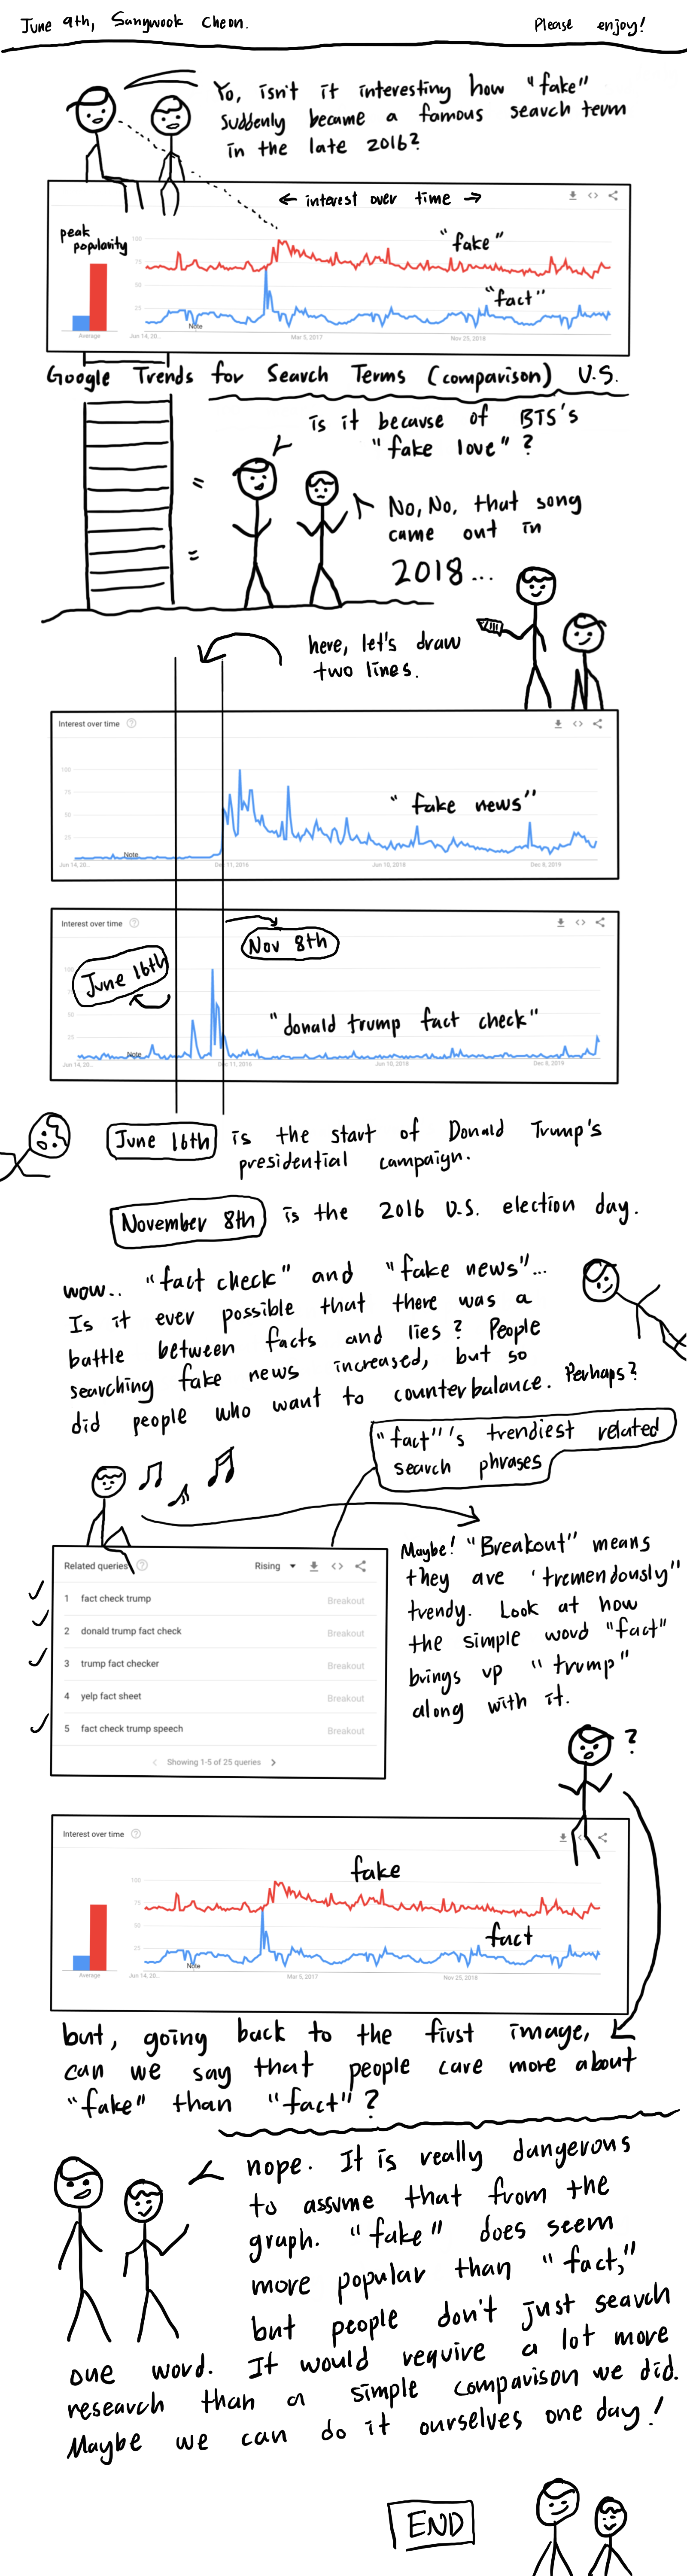 June 9th, Sangwook Cheon.
Please enjoy!
Yo, isn't it interesting how "fake"
suddenly became a famous search term
in the late 2016?
← interest over time →
peak
popularity
"fake"
"fact"
100
75
50
25
Note
Average
Jun 14, 20...
Mar 5, 2017
Nov 25, 2018
Google Trends for Search Terms (comparison) U.S.
is it because of BTS's
"fake love"?
No, No, that song
came out in
2018...
here, let's draw
two lines.
Interest over time
100
75
50
25
"fake news"
Note
Jun 14, 20...
Dec 11, 2016
Jun 10, 2018
Dec 8, 2019
Interest over time
Nov 8th
June 16th
100
75
50
25
"donald trump fact check"
Note
Jun 14, 20...
Dec 11, 2016
Jun 10, 2018
Dec 8, 2019
June 16th is the start of Donald Trump's
presidential campaign.
November 8th is the 2016 U.S. election day.
wow.. "fact check" and "fake news"...
Is it ever possible that there was a
battle between facts and lies? People
searching fake news increased, but so
did people who want to counterbalance. Perhaps?
"fact"'s trendiest related
search phrases
Related queries
Rising
1 fact check trump Breakout
2 donald trump fact check Breakout
3 trump fact checker Breakout
4 yelp fact sheet Breakout
5 fact check trump speech Breakout
Showing 1-5 of 25 queries
Maybe! "Breakout" means
they are 'tremendously"
trendy. Look at how
the simple word "fact"
brings up "trump"
along with it.
?
Interest over time
fake
fact
100
75
50
25
Note
Average
Jun 14, 20...
Mar 5, 2017
Nov 25, 2018
but, going back to the first image,
can we say that people care more about
"fake" than "fact"?
nope. It is really dangerous
to assume that from the
graph. "fake" does seem
more popular than "fact,"
but people don't just search
one word. It would require a lot more
research than a simple comparison we did.
Maybe we can do it ourselves one day!
END